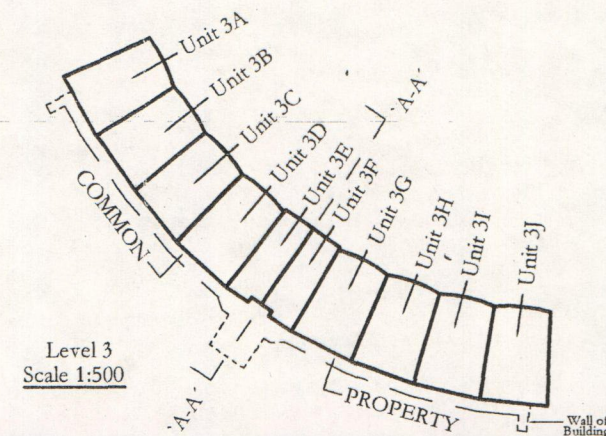 Unit 3A
Unit 3B
Unit 3C
Unit 3D
Unit 3E
Unit 3F
Unit 3G
Unit 3H
Unit 3I
Unit 3J
'A-A'
COMMON
PROPERTY
'A-A'
Level 3
Scale 1:500
Wall of
Building